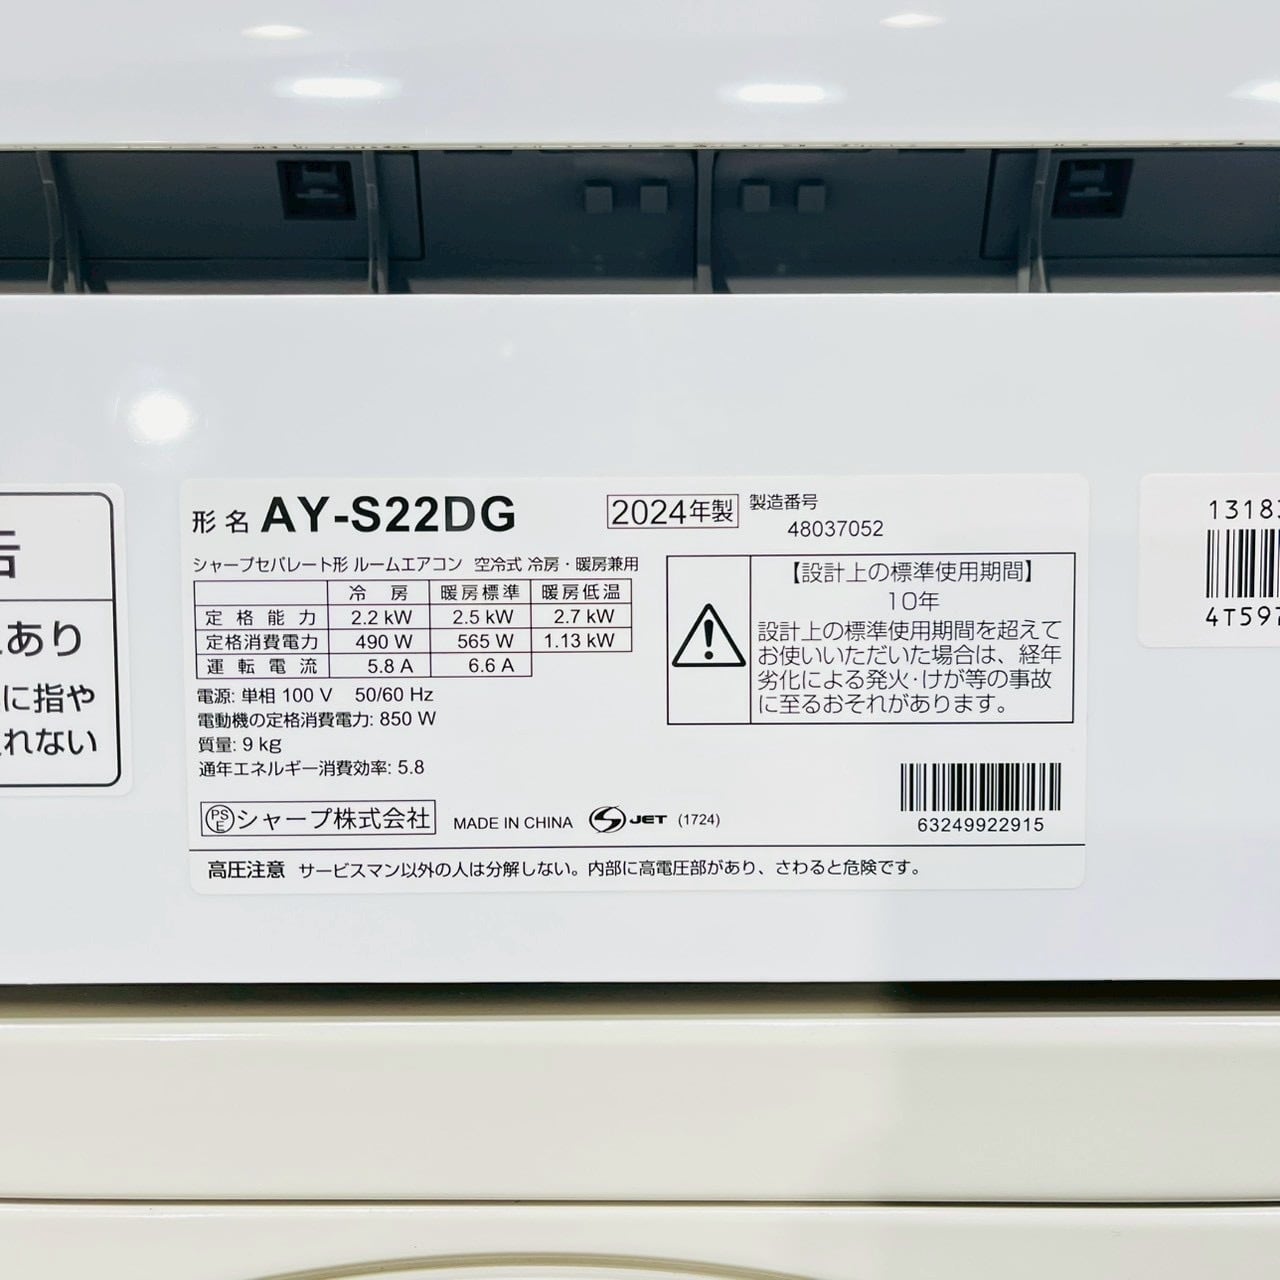 告
れあり
に指や
れない
形名 AY-S22DG
2024年製
製造番号
48037052
シャープセパレート形 ルームエアコン 空冷式 冷房・暖房兼用
冷房 暖房標準 暖房低温
定格能力 2.2 kW 2.5 kW 2.7 kW
定格消費電力 490 W 565 W 1.13 kW
運転電流 5.8 A 6.6 A
電源: 単相 100 V 50/60 Hz
電動機の定格消費電力: 850 W
質量: 9 kg
通年エネルギー消費効率: 5.8
PSE シャープ株式会社 MADE IN CHINA JET (1724)
【設計上の標準使用期間】
10年
設計上の標準使用期間を超えて
お使いいただいた場合は、経年
劣化による発火・けが等の事故
に至るおそれがあります。
63249922915
高圧注意 サービスマン以外の人は分解しない。内部に高電圧部があり、さわると危険です。
13183
4T597